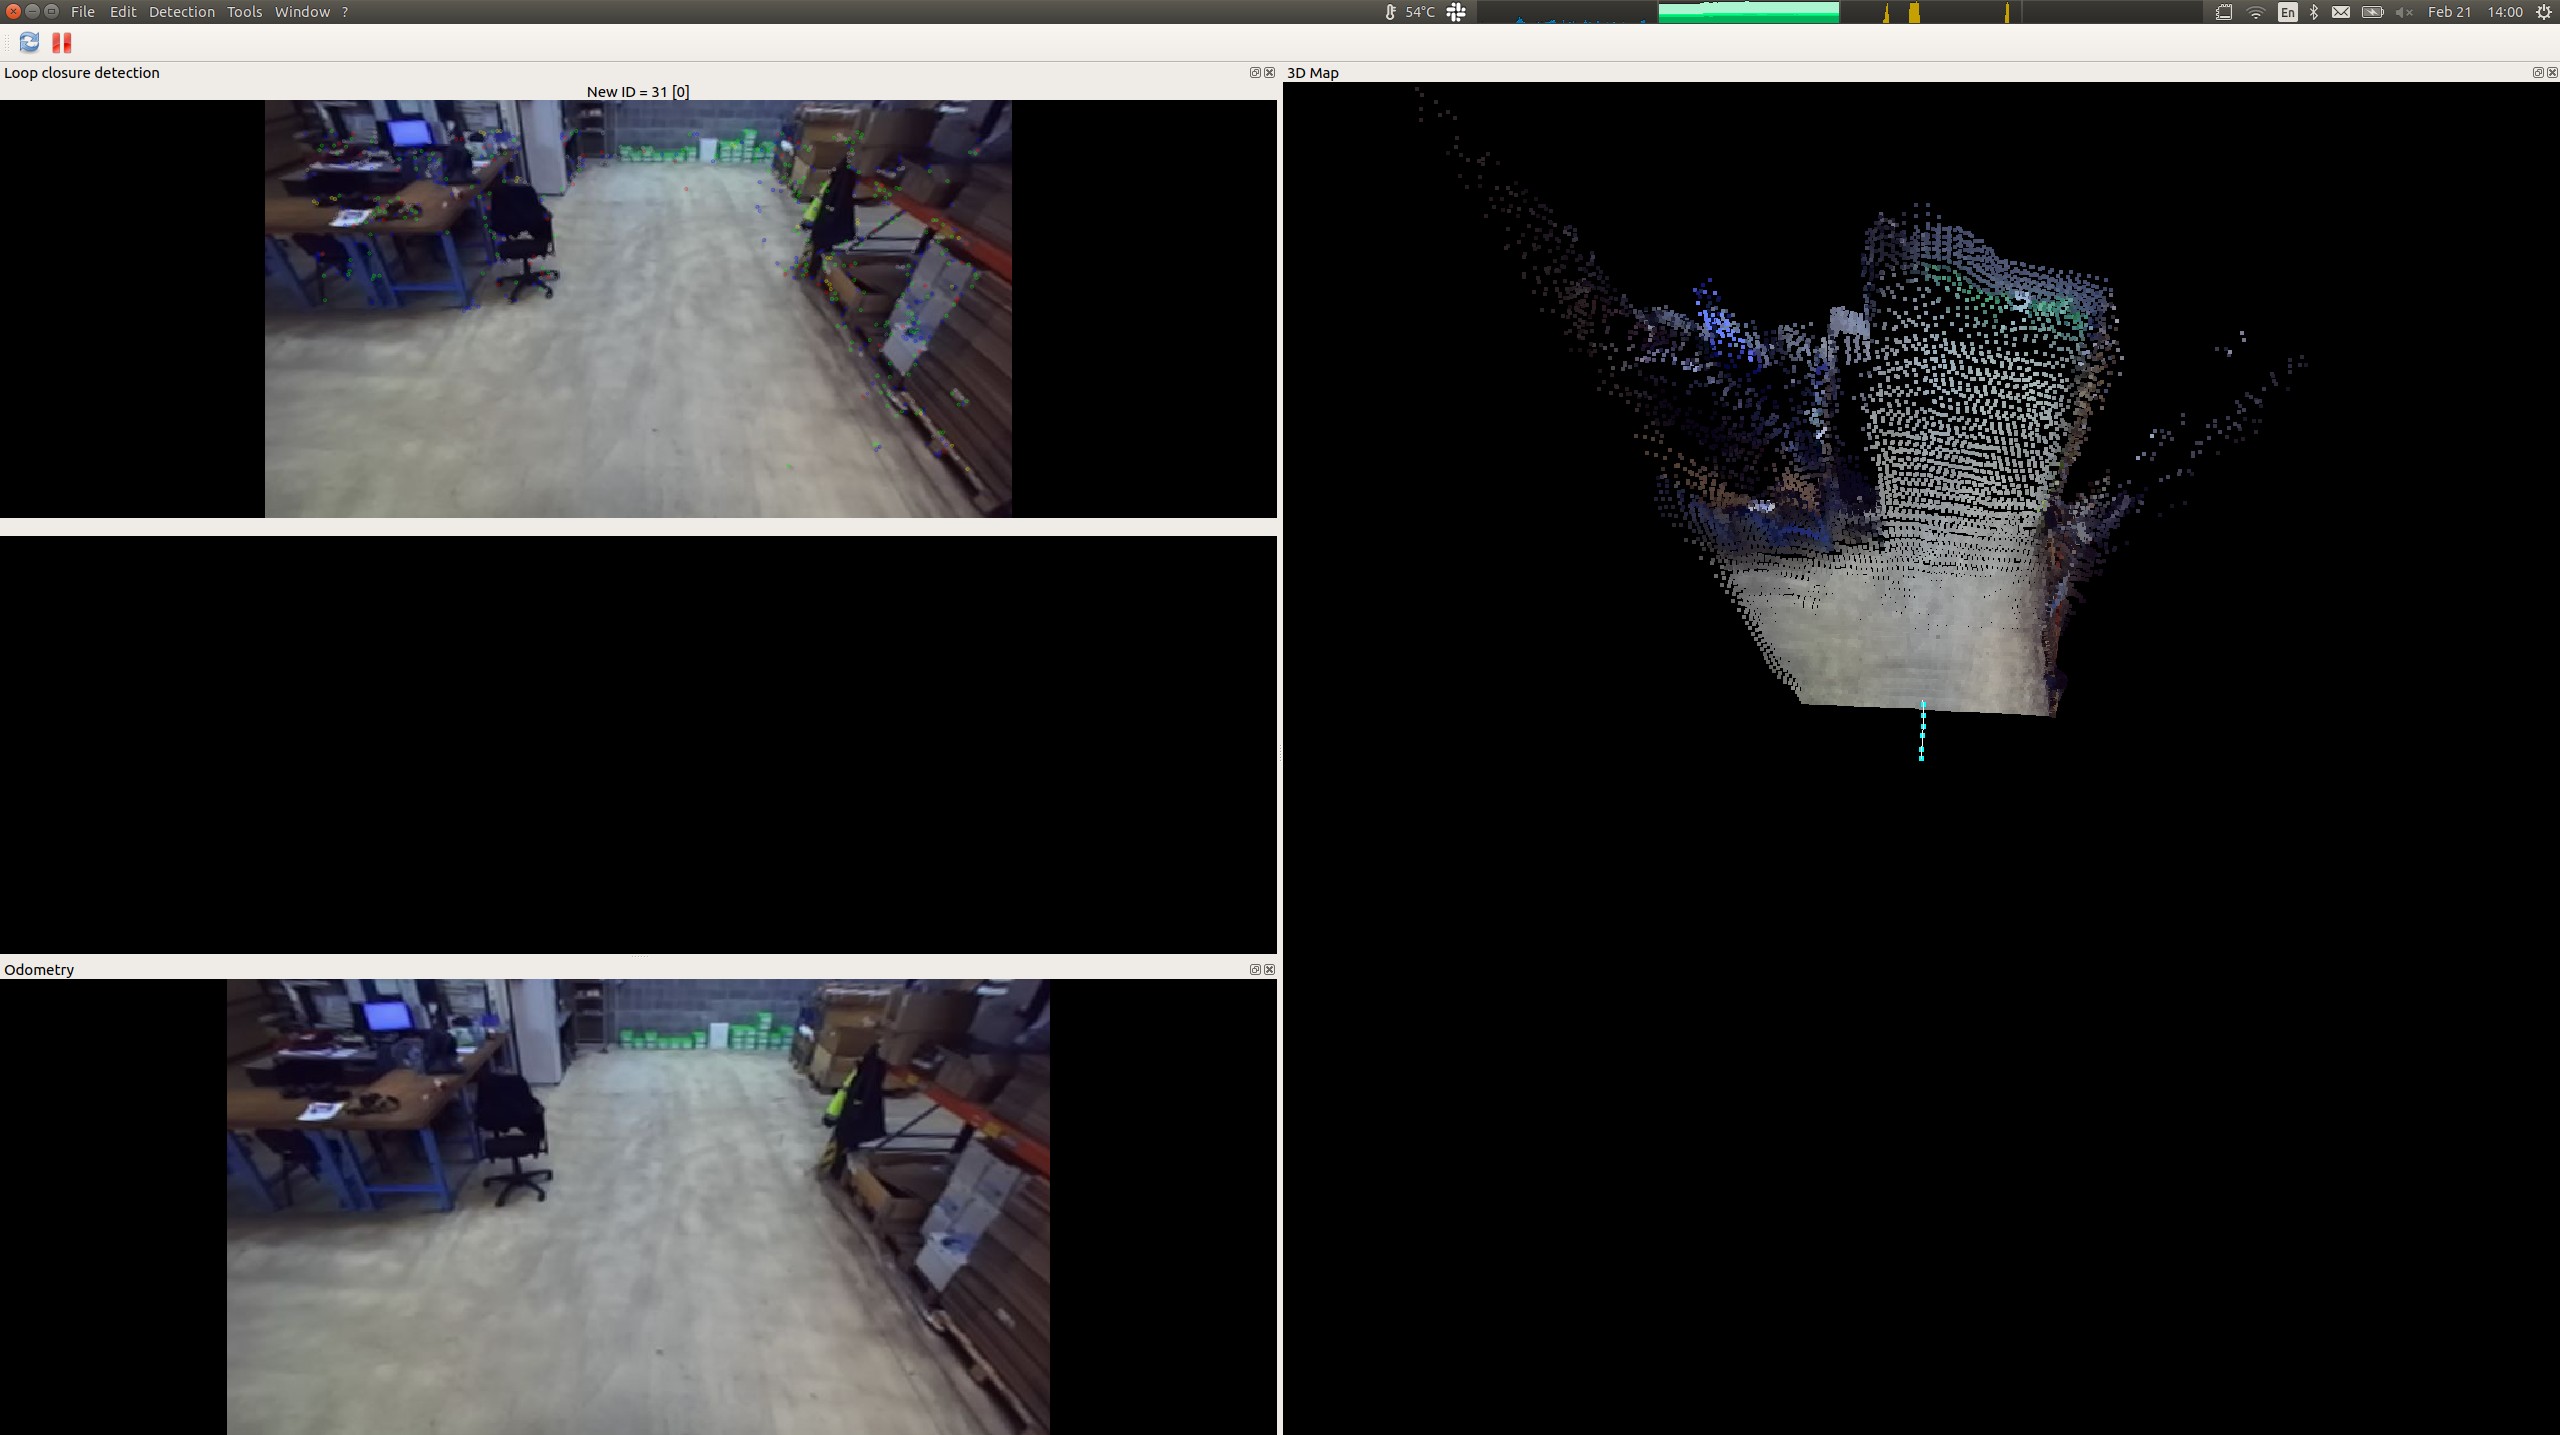 File Edit Detection Tools Window ?
54°C
En
Feb 21 14:00
Loop closure detection
New ID = 31 [0]
Odometry
3D Map